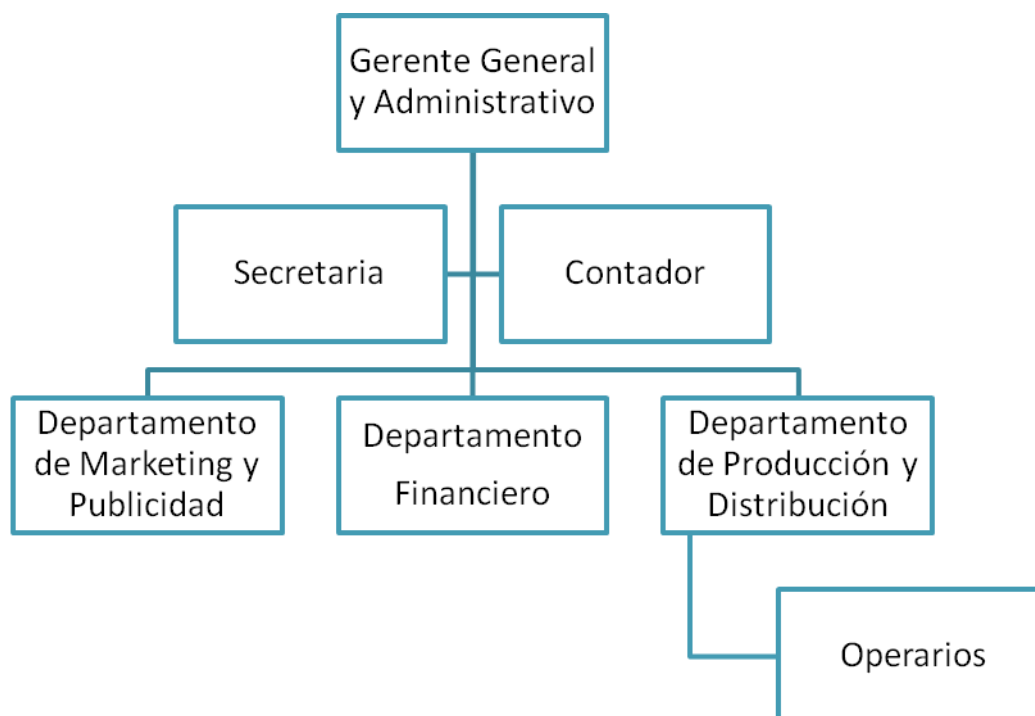 Gerente General
y Administrativo
Secretaria
Contador
Departamento
de Marketing y
Publicidad
Departamento
Financiero
Departamento
de Producción y
Distribución
Operarios